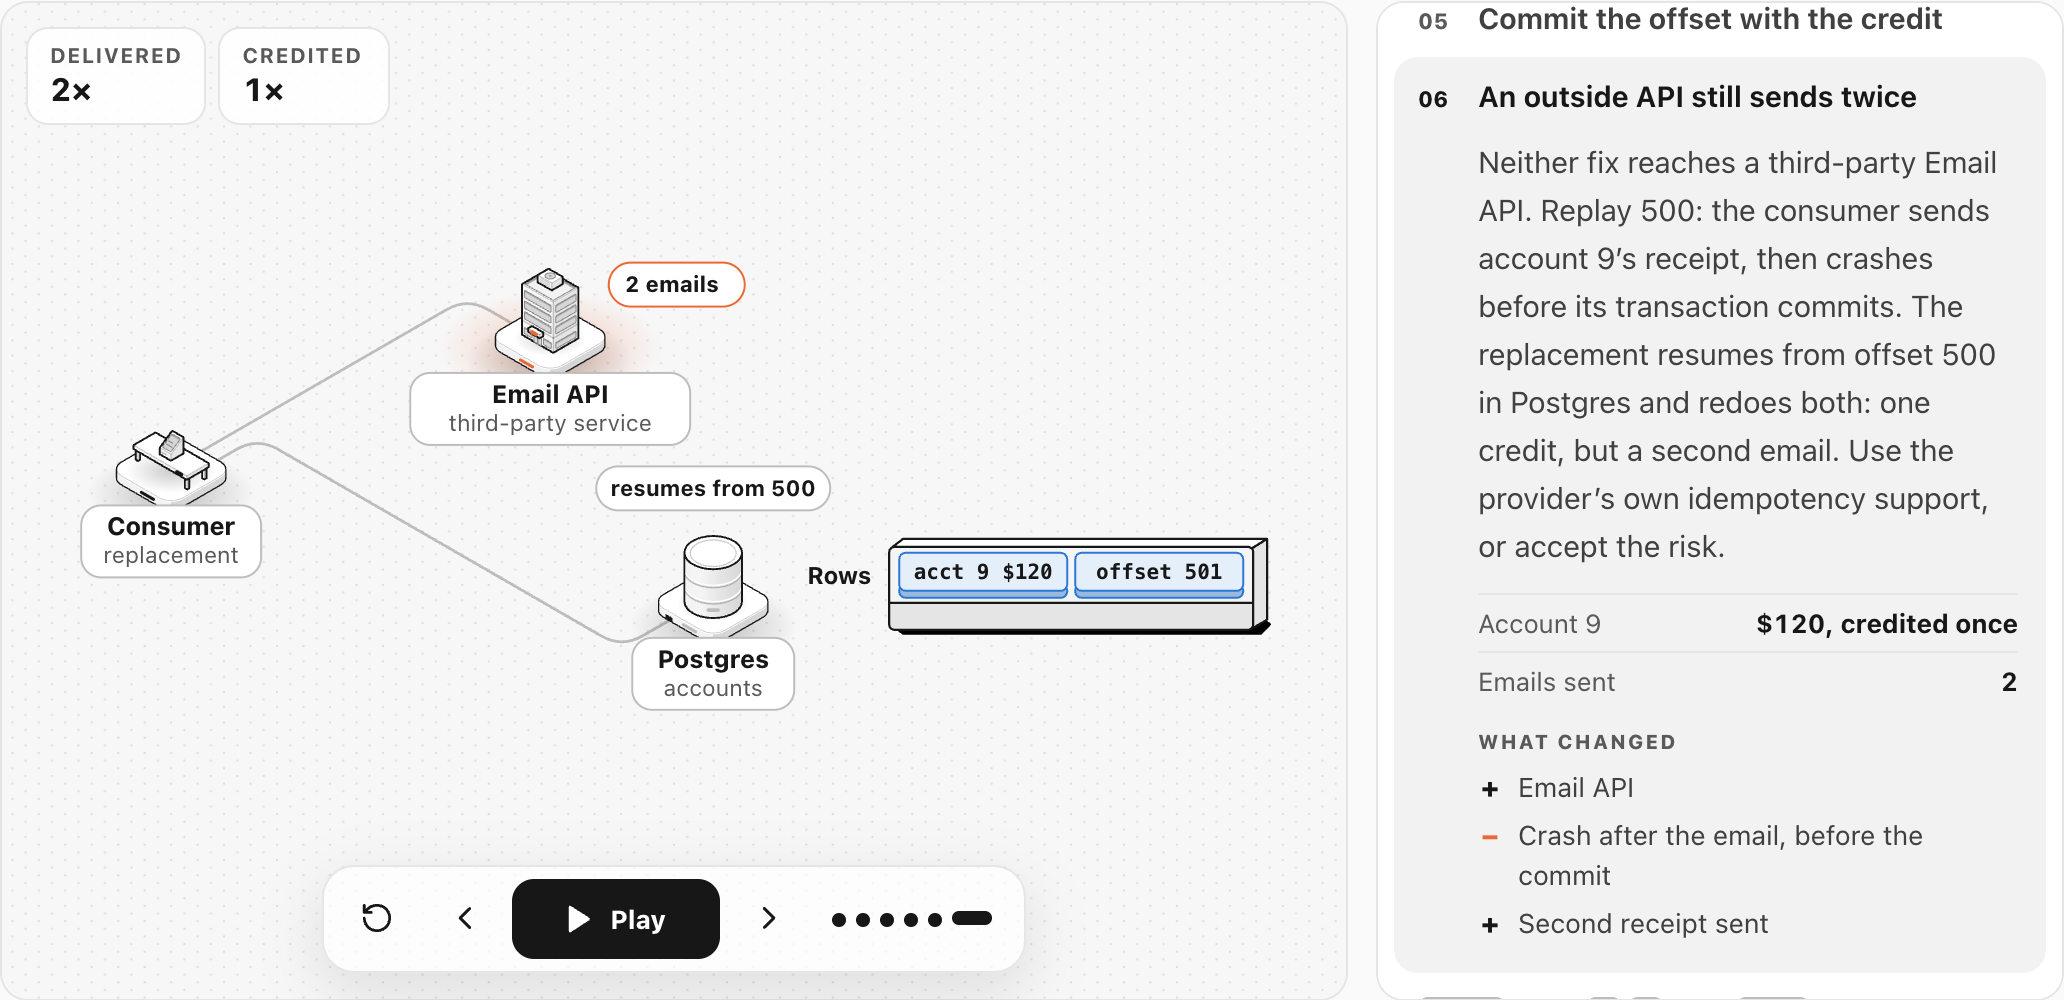 DELIVERED
2×
CREDITED
1×
2 emails
Email API
third-party service
resumes from 500
Consumer
replacement
Rows
acct 9 $120
offset 501
Postgres
accounts
Play
05 Commit the offset with the credit
06 An outside API still sends twice
Neither fix reaches a third-party Email
API. Replay 500: the consumer sends
account 9’s receipt, then crashes
before its transaction commits. The
replacement resumes from offset 500
in Postgres and redoes both: one
credit, but a second email. Use the
provider’s own idempotency support,
or accept the risk.
Account 9 $120, credited once
Emails sent 2
WHAT CHANGED
+ Email API
− Crash after the email, before the
commit
+ Second receipt sent